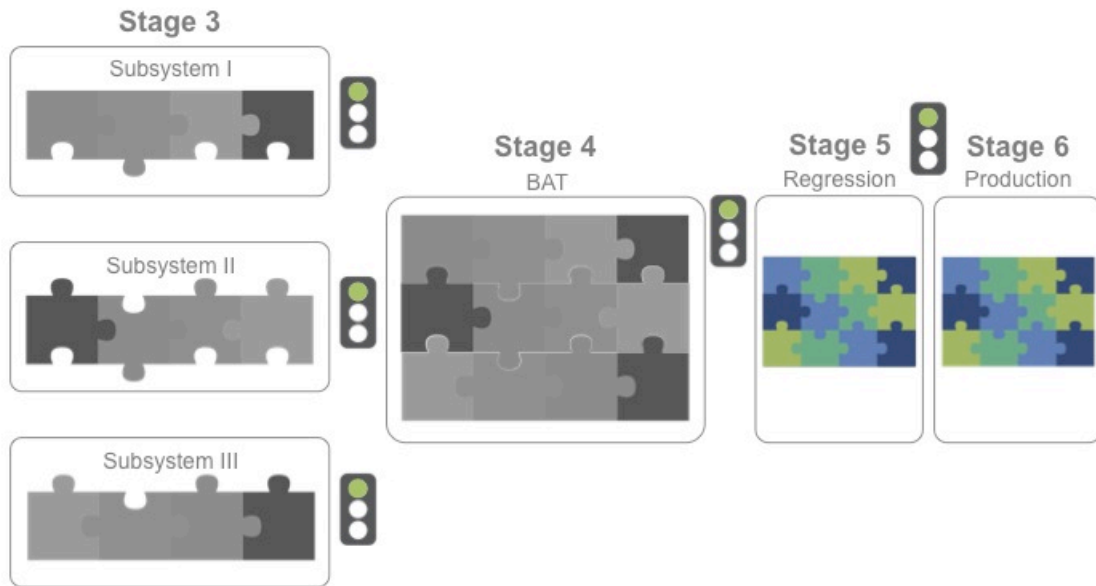 Stage 3
Subsystem I
Subsystem II
Subsystem III
Stage 4
BAT
Stage 5
Regression
Stage 6
Production